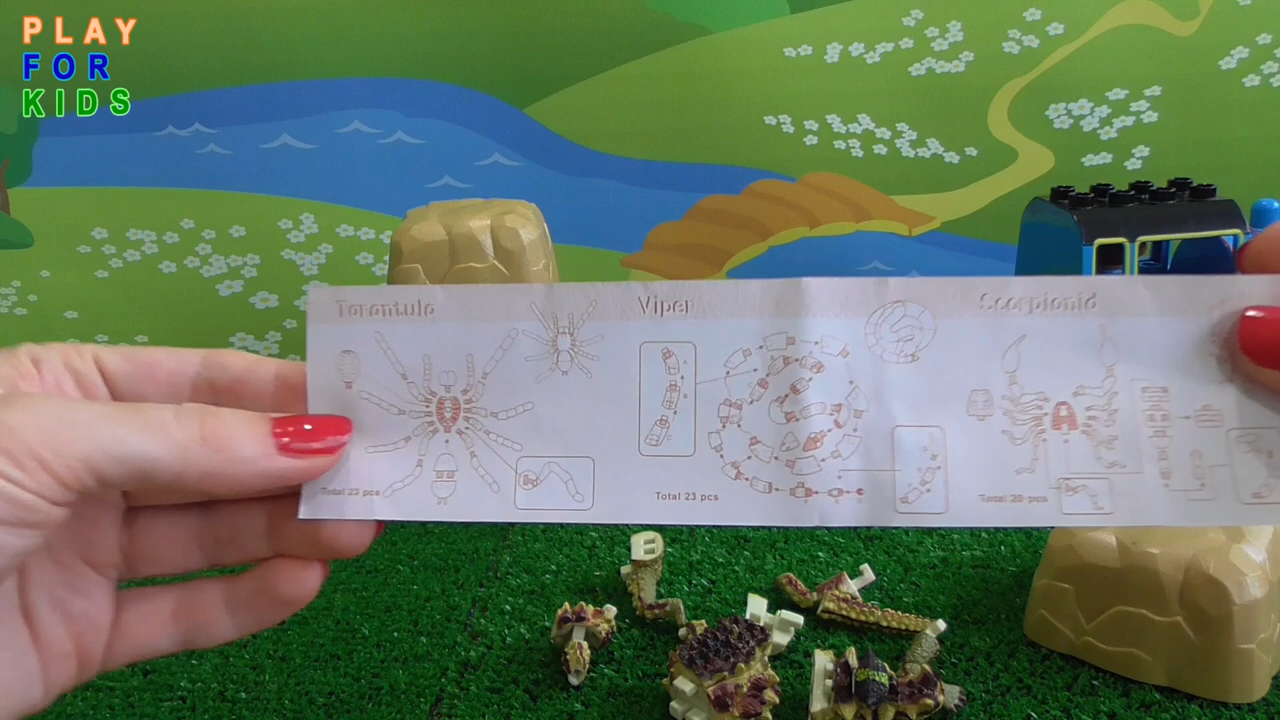 PLAY
FOR
KIDS
Tarantula
Viper
Scorpionid
Total 23 pcs
Total 23 pcs
Total 20 pcs